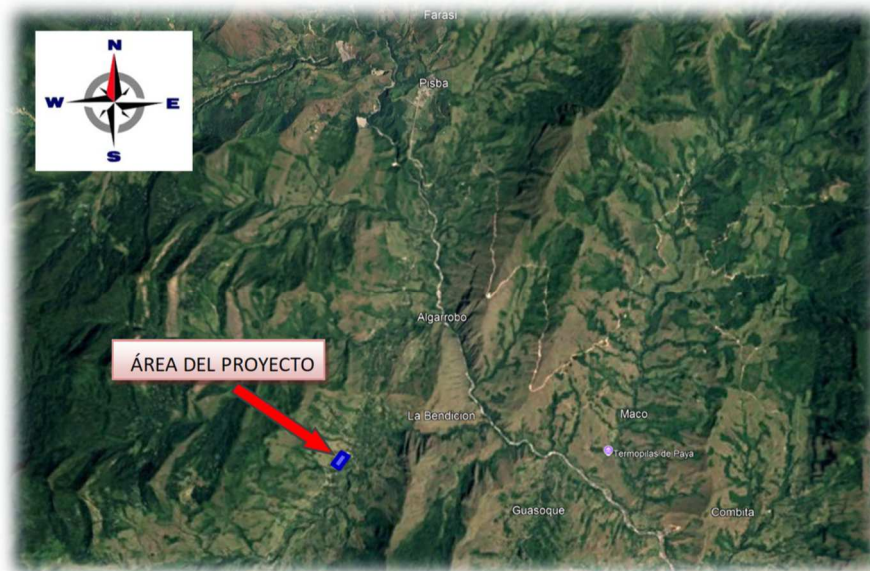 Farasi
N
W
E
S
Pisba
Algarrobo
ÁREA DEL PROYECTO
La Bendición
Maco
Termopilas de Paya
Guasoque
Combita